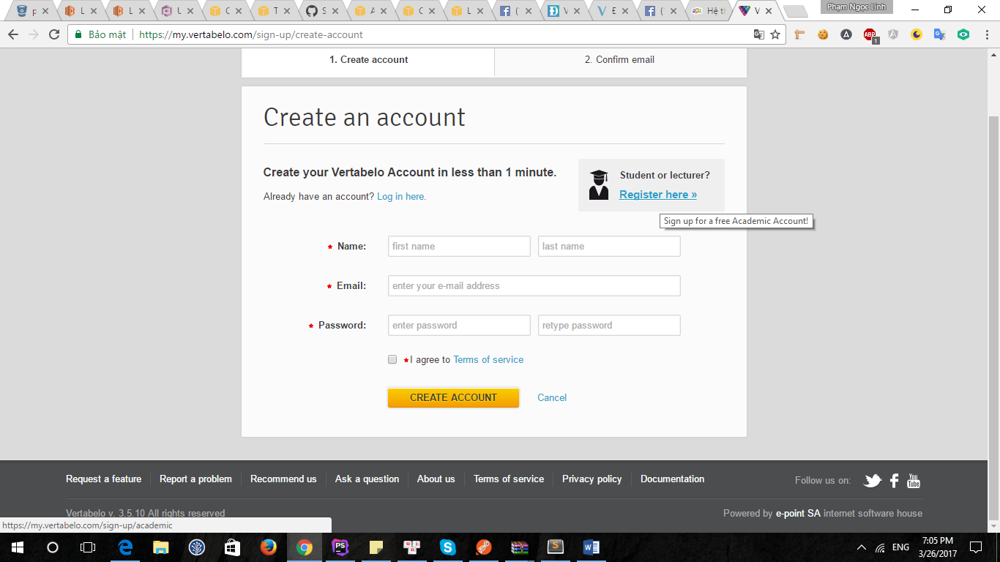 p
L
L
U
C
T
S
A
C
L
(
V
E
(
Hệ t
V
Phạm Ngọc Linh
Bảo mật
https://my.vertabelo.com/sign-up/create-account
ABP
1
1. Create account
2. Confirm email
Create an account
Create your Vertabelo Account in less than 1 minute.
Already have an account? Log in here.
Student or lecturer?
Register here »
Sign up for a free Academic Account!
* Name:
first name
last name
* Email:
enter your e-mail address
* Password:
enter password
retype password
* I agree to Terms of service
CREATE ACCOUNT
Cancel
Request a feature
Report a problem
Recommend us
Ask a question
About us
Terms of service
Privacy policy
Documentation
Follow us on:
You Tube
Vertabelo v. 3.5.10 All rights reserved
Powered by e-point SA internet software house
https://my.vertabelo.com/sign-up/academic
ENG
7:05 PM
3/26/2017